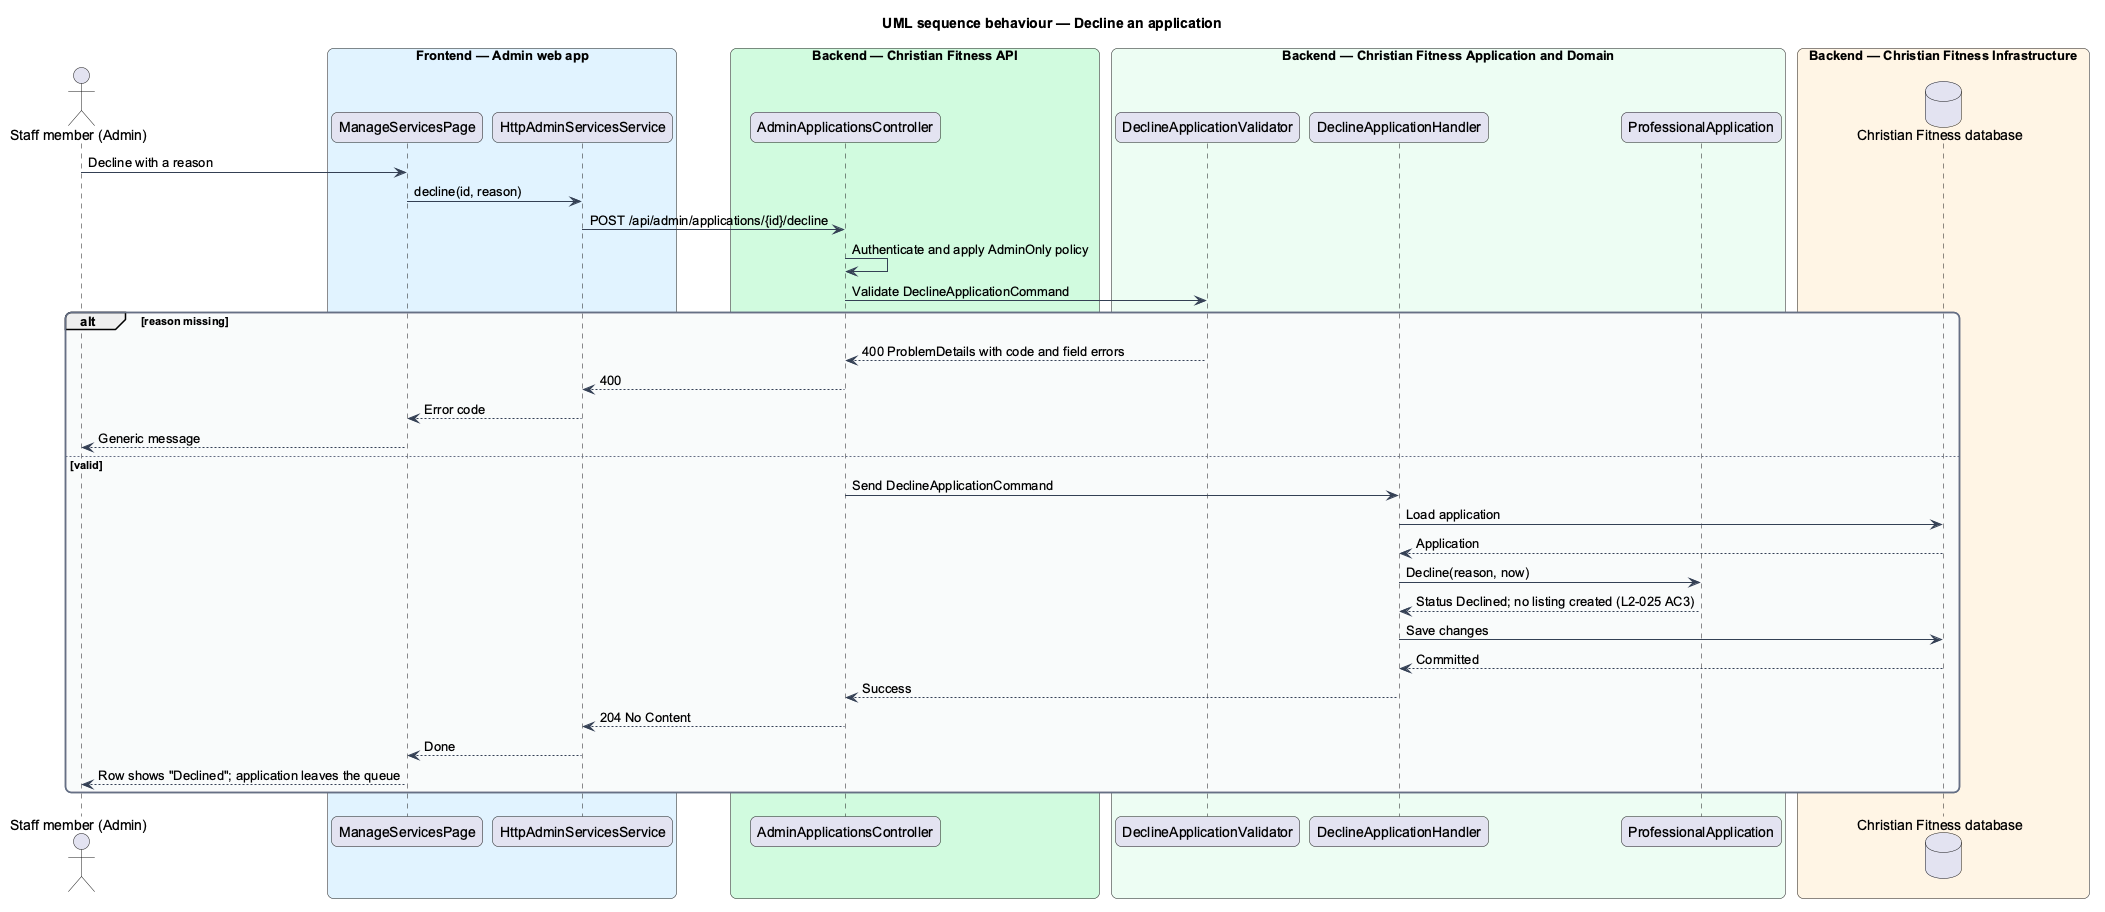 UML sequence behaviour — Decline an application
Frontend — Admin web app
Backend — Christian Fitness API
Backend — Christian Fitness Application and Domain
Backend — Christian Fitness Infrastructure
Staff member (Admin)
ManageServicesPage
HttpAdminServicesService
AdminApplicationsController
DeclineApplicationValidator
DeclineApplicationHandler
ProfessionalApplication
Christian Fitness database
Decline with a reason
decline(id, reason)
POST /api/admin/applications/{id}/decline
Authenticate and apply AdminOnly policy
Validate DeclineApplicationCommand
alt
[reason missing]
400 ProblemDetails with code and field errors
400
Error code
Generic message
[valid]
Send DeclineApplicationCommand
Load application
Application
Decline(reason, now)
Status Declined; no listing created (L2-025 AC3)
Save changes
Committed
Success
204 No Content
Done
Row shows "Declined"; application leaves the queue
Staff member (Admin)
ManageServicesPage
HttpAdminServicesService
AdminApplicationsController
DeclineApplicationValidator
DeclineApplicationHandler
ProfessionalApplication
Christian Fitness database